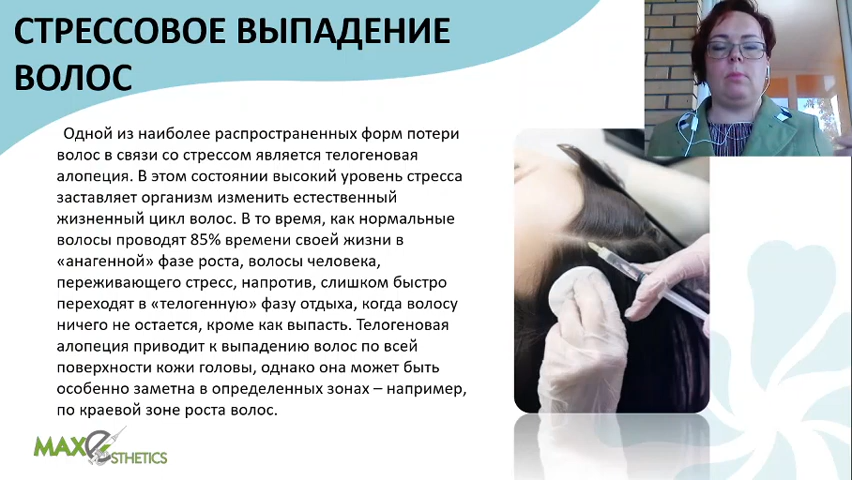 СТРЕССОВОЕ ВЫПАДЕНИЕ
ВОЛОС
Одной из наиболее распространенных форм потери
волос в связи со стрессом является телогеновая
алопеция. В этом состоянии высокий уровень стресса
заставляет организм изменить естественный
жизненный цикл волос. В то время, как нормальные
волосы проводят 85% времени своей жизни в
«анагенной» фазе роста, волосы человека,
переживающего стресс, напротив, слишком быстро
переходят в «телогенную» фазу отдыха, когда волосу
ничего не остается, кроме как выпасть. Телогеновая
алопеция приводит к выпадению волос по всей
поверхности кожи головы, однако она может быть
особенно заметна в определенных зонах – например,
по краевой зоне роста волос.
MAX eSTHETICS